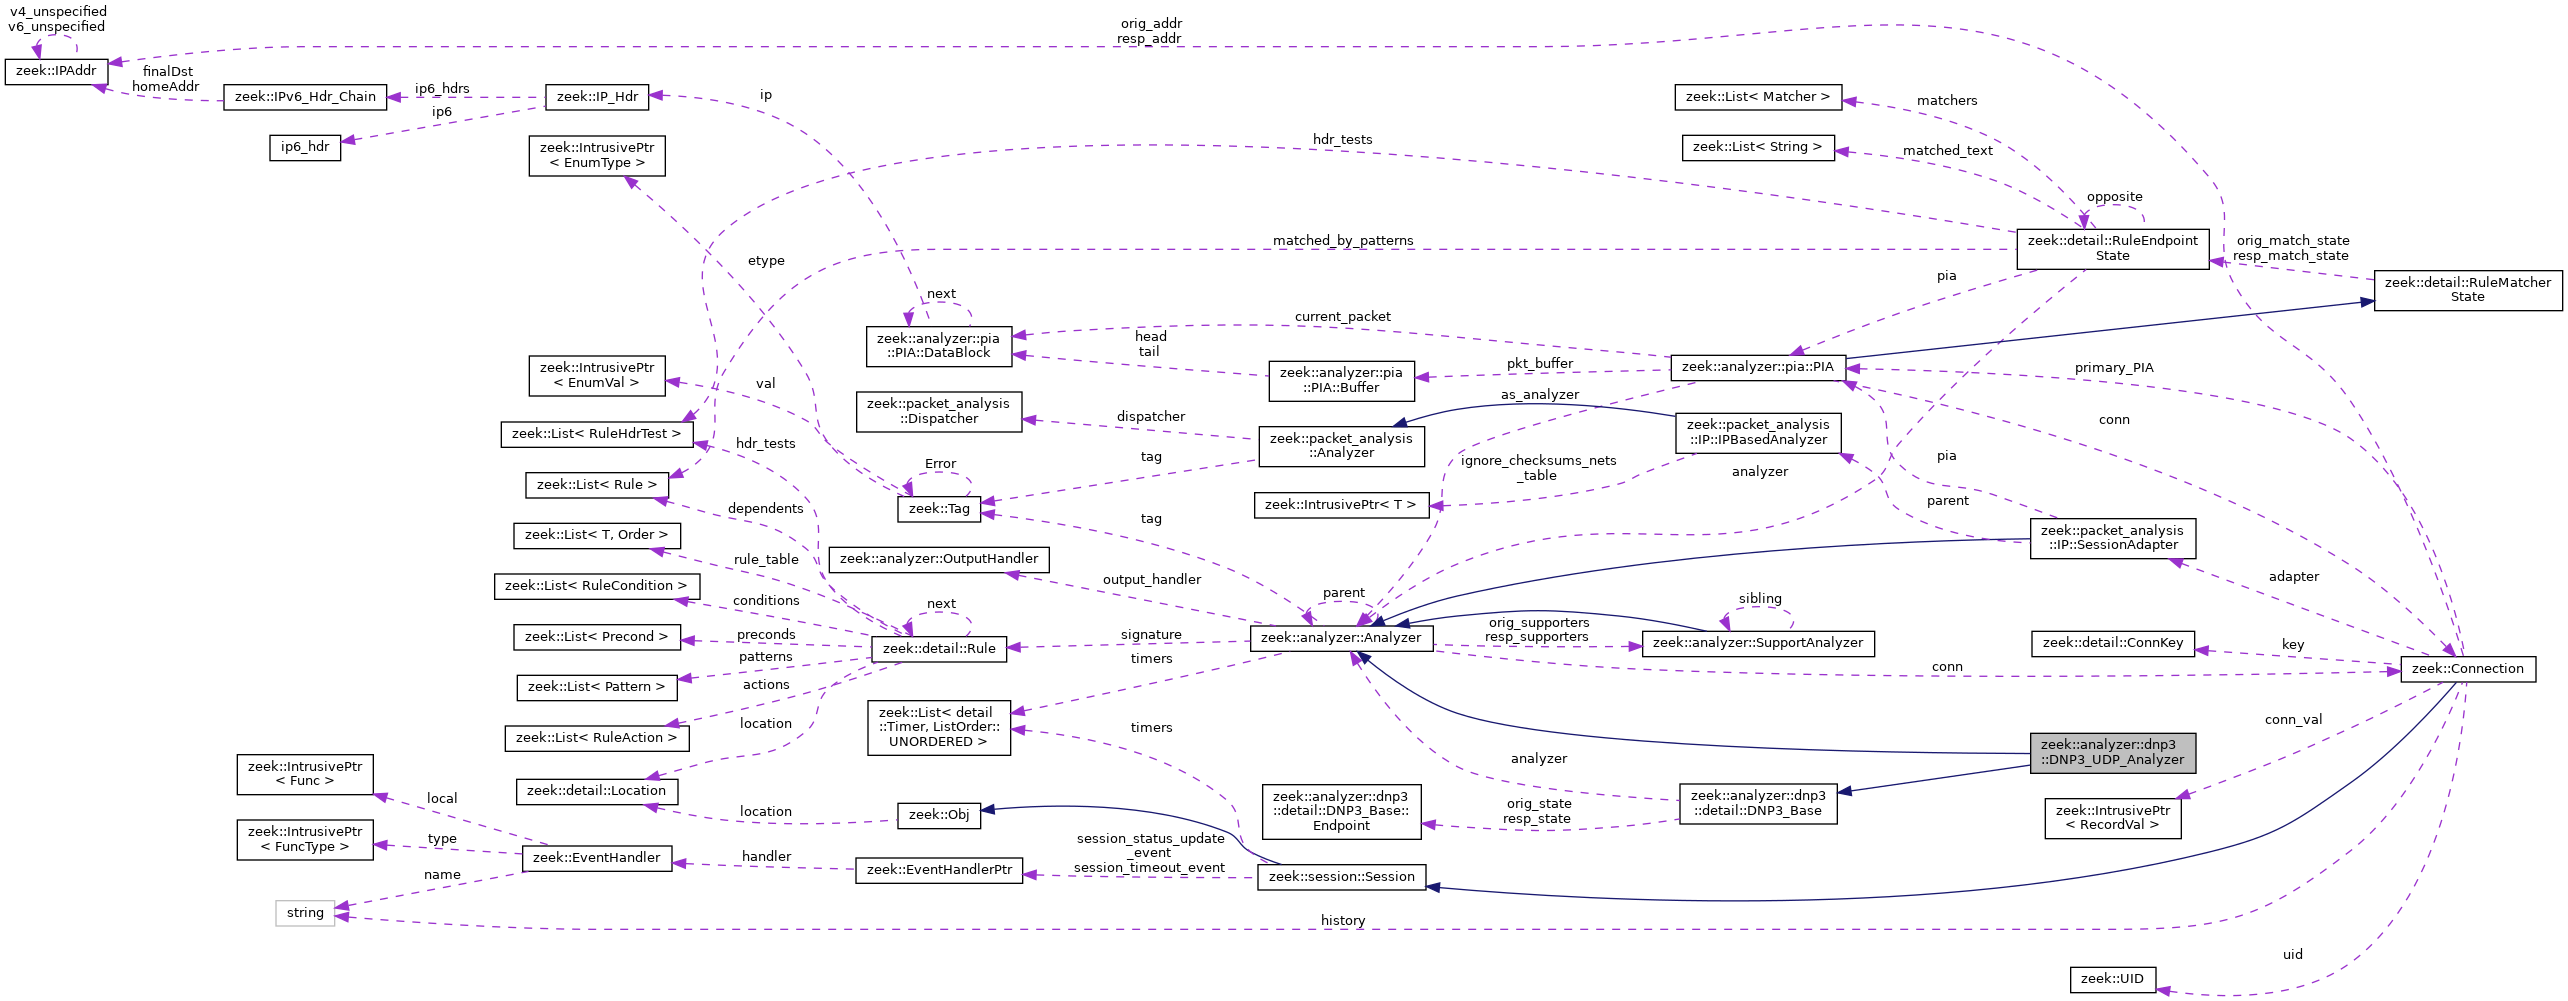 v4_unspecified
v6_unspecified
orig_addr
resp_addr
zeek::IPAddr
finalDst
homeAddr
zeek::IPv6_Hdr_Chain
ip6_hdrs
zeek::IP_Hdr
ip
ip6
ip6_hdr
zeek::IntrusivePtr
< EnumType >
hdr_tests
zeek::List< Matcher >
matchers
zeek::List< String >
matched_text
opposite
zeek::detail::RuleEndpoint
State
orig_match_state
resp_match_state
zeek::detail::RuleMatcher
State
matched_by_patterns
etype
pia
next
zeek::analyzer::pia
::PIA::DataBlock
current_packet
head
tail
zeek::analyzer::pia
::PIA::Buffer
pkt_buffer
zeek::analyzer::pia::PIA
primary_PIA
zeek::IntrusivePtr
< EnumVal >
val
zeek::packet_analysis
::Dispatcher
dispatcher
as_analyzer
zeek::packet_analysis
::Analyzer
zeek::packet_analysis
::IP::IPBasedAnalyzer
conn
zeek::List< RuleHdrTest >
hdr_tests
Error
tag
ignore_checksums_nets
_table
analyzer
pia
zeek::List< Rule >
dependents
zeek::Tag
tag
zeek::IntrusivePtr< T >
parent
zeek::List< T, Order >
rule_table
zeek::analyzer::OutputHandler
output_handler
zeek::packet_analysis
::IP::SessionAdapter
adapter
zeek::List< RuleCondition >
conditions
next
parent
sibling
zeek::List< Precond >
preconds
zeek::detail::Rule
signature
zeek::analyzer::Analyzer
orig_supporters
resp_supporters
zeek::analyzer::SupportAnalyzer
zeek::detail::ConnKey
key
zeek::Connection
patterns
timers
conn
zeek::List< Pattern >
actions
zeek::List< RuleAction >
location
zeek::List< detail
::Timer, ListOrder::
UNORDERED >
timers
conn_val
zeek::analyzer::dnp3
::DNP3_UDP_Analyzer
zeek::IntrusivePtr
< Func >
local
zeek::detail::Location
location
zeek::Obj
analyzer
zeek::analyzer::dnp3
::detail::DNP3_Base::
Endpoint
orig_state
resp_state
zeek::analyzer::dnp3
::detail::DNP3_Base
zeek::IntrusivePtr
< RecordVal >
zeek::IntrusivePtr
< FuncType >
type
zeek::EventHandler
handler
zeek::EventHandlerPtr
session_status_update
_event
session_timeout_event
zeek::session::Session
name
string
history
uid
zeek::UID